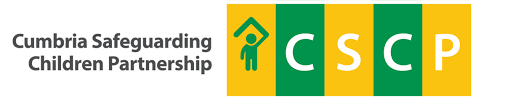 Cumbria Safeguarding
Children Partnership
CSCP